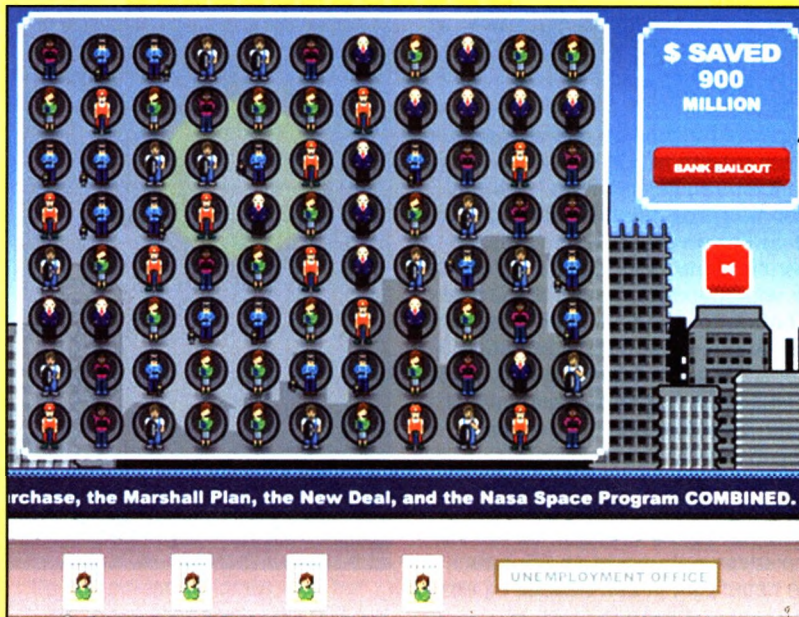 $ SAVED
900
MILLION
BANK BAILOUT
rchase, the Marshall Plan, the New Deal, and the Nasa Space Program COMBINED.
UNEMPLOYMENT OFFICE